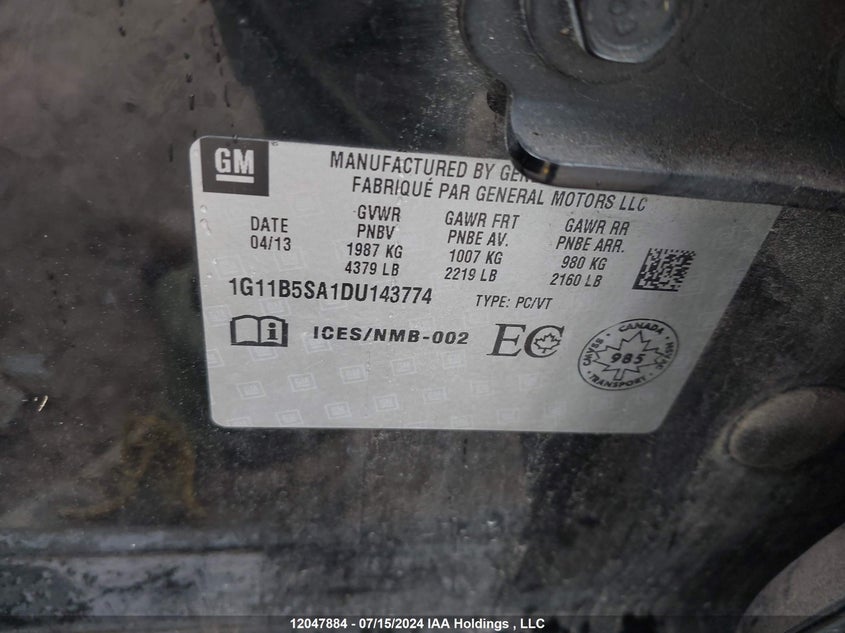 GM
MANUFACTURED BY
FABRIQUÉ PAR GENERAL MOTORS LLC
DATE
04/13
GVWR
PNBV
1987 KG
4379 LB
GAWR FRT
PNBE AV.
1007 KG
2219 LB
GAWR RR
PNBE ARR.
980 KG
2160 LB
1G11B5SA1DU143774
TYPE: PC/VT
ICES/NMB-002
EC
CANADA
CMVSS
NSVAC
985
TRANSPORT
12047884 - 07/15/2024 IAA Holdings , LLC